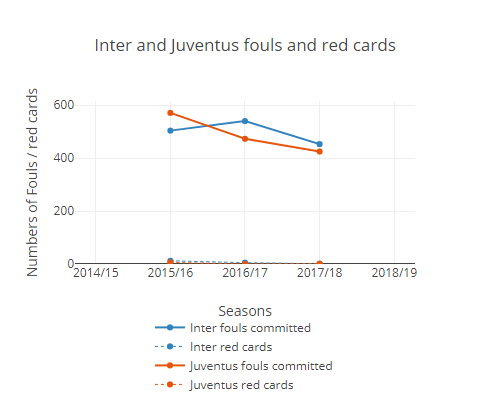 Inter and Juventus fouls and red cards
Numbers of Fouls / red cards
600
400
200
0
2014/15 2015/16 2016/17 2017/18 2018/19
Seasons
Inter fouls committed
Inter red cards
Juventus fouls committed
Juventus red cards